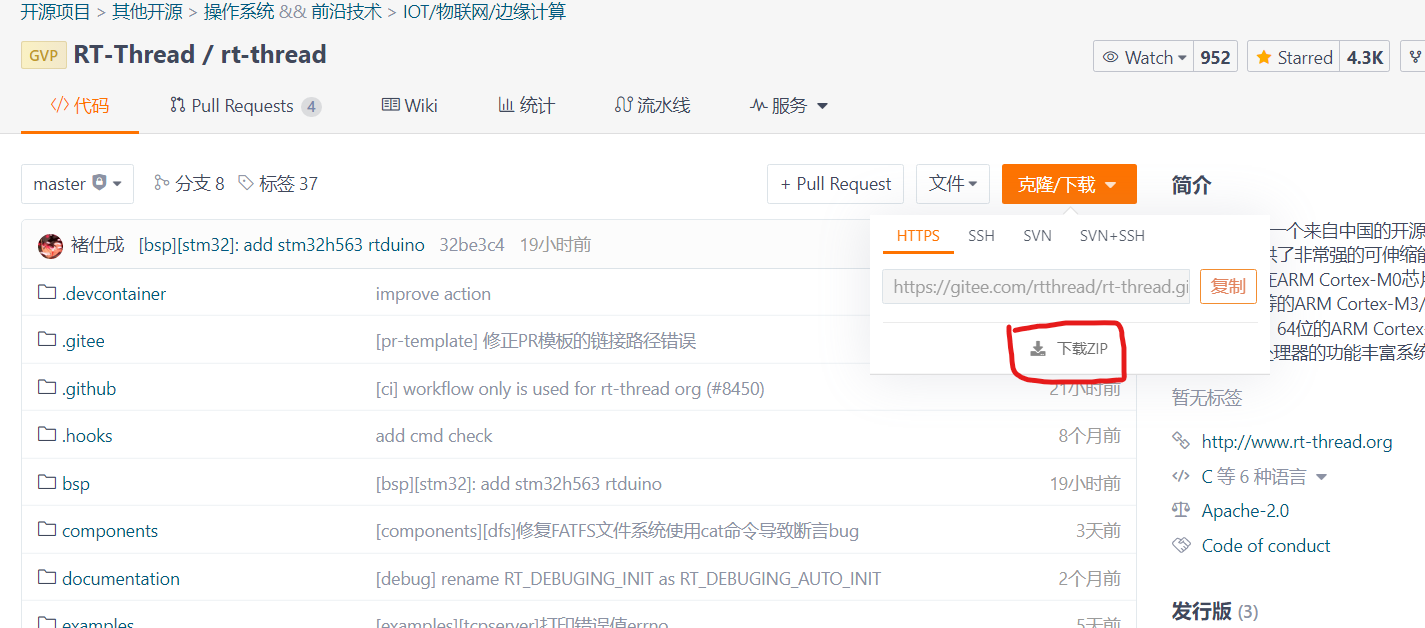 开源项目 > 其他开源 > 操作系统 && 前沿技术 > IOT/物联网/边缘计算
GVP RT-Thread / rt-thread
Watch 952 Starred 4.3K
代码 Pull Requests 4 Wiki 统计 流水线 服务
master 分支 8 标签 37
+ Pull Request 文件 克隆/下载
褚仕成 [bsp][stm32]: add stm32h563 rtduino 32be3c4 19小时前
HTTPS SSH SVN SVN+SSH
https://gitee.com/rtthread/rt-thread.gi 复制
下载ZIP
.devcontainer improve action
.gitee [pr-template] 修正PR模板的链接路径错误
.github [ci] workflow only is used for rt-thread org (#8450) 21小时前
.hooks add cmd check 8个月前
bsp [bsp][stm32]: add stm32h563 rtduino 19小时前
components [components][dfs]修复FATFS文件系统使用cat命令导致断言bug 3天前
documentation [debug] rename RT_DEBUGING_INIT as RT_DEBUGING_AUTO_INIT 2个月前
examples [examples][tcpserver]打印错误值errno 5天前
简介
一个来自中国的开源
供了非常强的可伸缩能
在ARM Cortex-M0芯片
等的ARM Cortex-M3/
64位的ARM Cortex-
处理器的功能丰富系统
暂无标签
http://www.rt-thread.org
C 等 6 种语言
Apache-2.0
Code of conduct
发行版 (3)